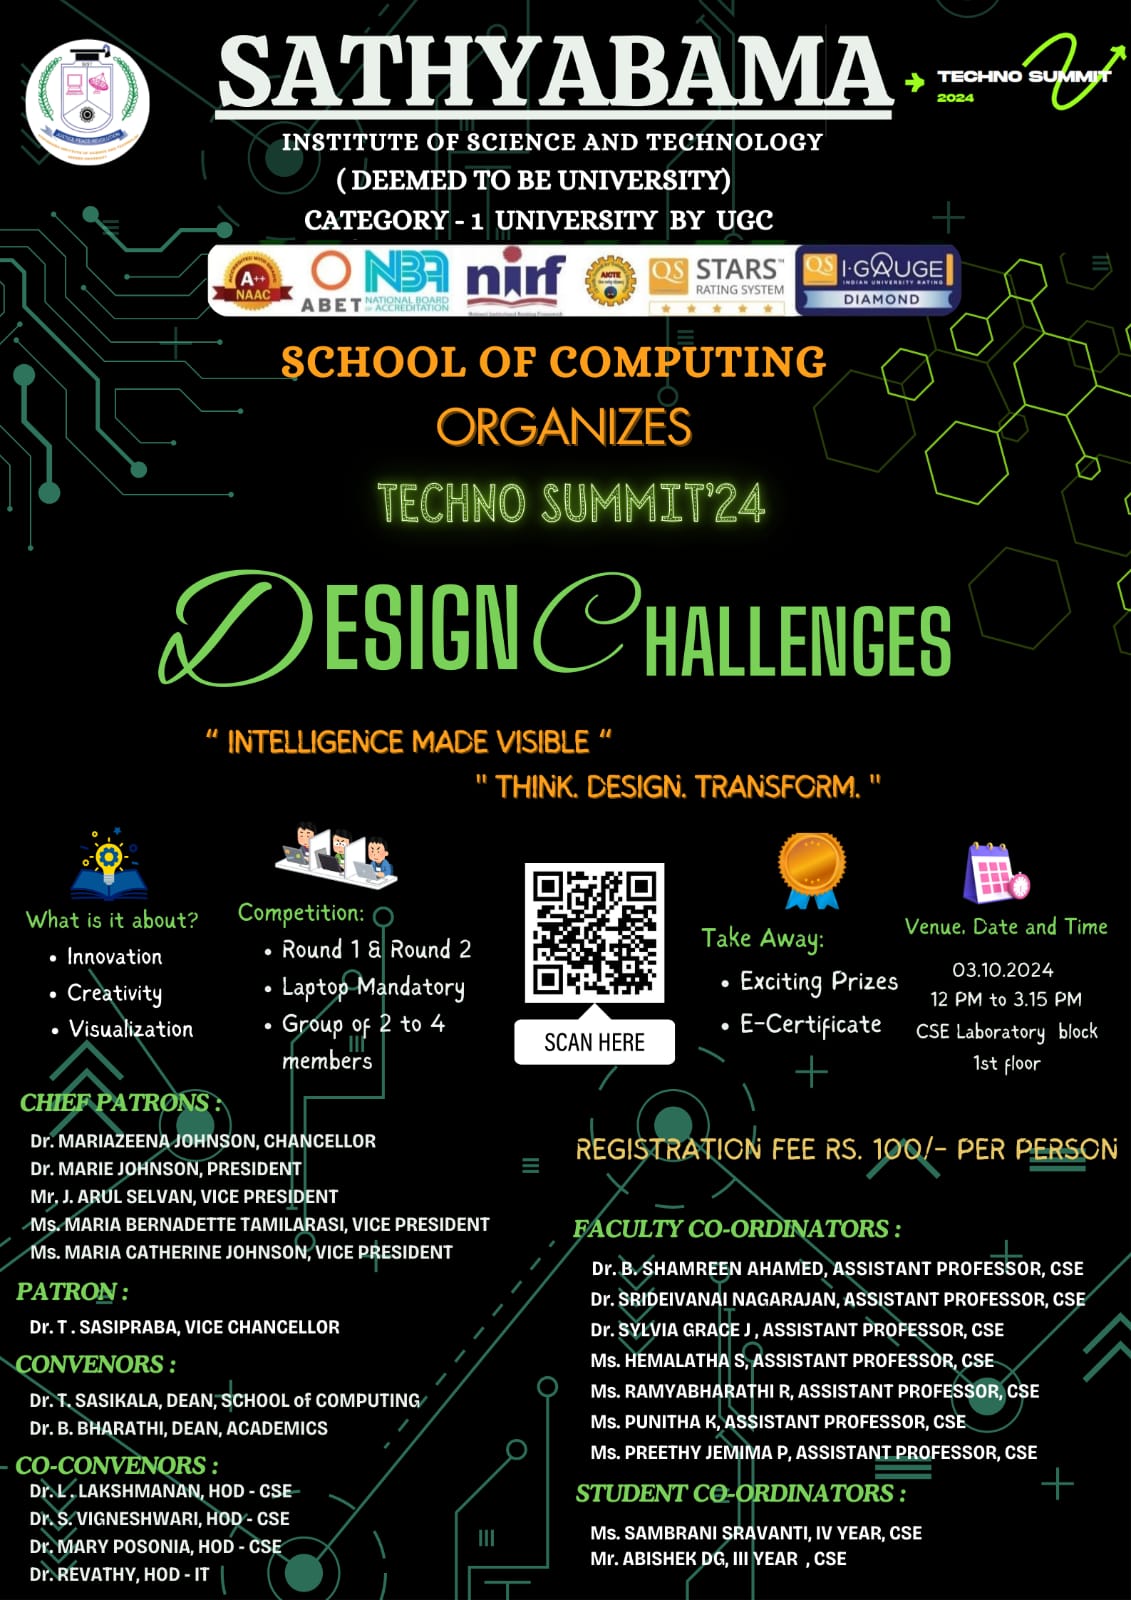 SATHYABAMA
TECHNO SUMMIT
2024
INSTITUTE OF SCIENCE AND TECHNOLOGY
( DEEMED TO BE UNIVERSITY)
CATEGORY - 1 UNIVERSITY BY UGC
A++
NAAC
ABET
NBA
NATIONAL BOARD
OF ACCREDITATION
nirf
National Institutional Ranking Framework
AICTE
QS STARS™
RATING SYSTEM
QS I·GAUGE
INDIAN UNIVERSITY RATING
DIAMOND
SCHOOL OF COMPUTING
ORGANIZES
TECHNO SUMMIT'24
DESIGN CHALLENGES
“ INTELLIGENCE MADE VISIBLE “
" THINK. DESIGN. TRANSFORM. "
What is it about?
• Innovation
• Creativity
• Visualization
Competition:
• Round 1 & Round 2
• Laptop Mandatory
• Group of 2 to 4
members
SCAN HERE
Take Away:
• Exciting Prizes
• E-Certificate
Venue. Date and Time
03.10.2024
12 PM to 3.15 PM
CSE Laboratory block
1st floor
CHIEF PATRONS :
Dr. MARIAZEENA JOHNSON, CHANCELLOR
Dr. MARIE JOHNSON, PRESIDENT
Mr. J. ARUL SELVAN, VICE PRESIDENT
Ms. MARIA BERNADETTE TAMILARASI, VICE PRESIDENT
Ms. MARIA CATHERINE JOHNSON, VICE PRESIDENT
PATRON :
Dr. T . SASIPRABA, VICE CHANCELLOR
CONVENORS :
Dr. T. SASIKALA, DEAN, SCHOOL of COMPUTING
Dr. B. BHARATHI, DEAN, ACADEMICS
CO-CONVENORS :
Dr. L . LAKSHMANAN, HOD - CSE
Dr. S. VIGNESHWARI, HOD - CSE
Dr. MARY POSONIA, HOD - CSE
Dr. REVATHY, HOD - IT
REGISTRATION FEE RS. 100/- PER PERSON
FACULTY CO-ORDINATORS :
Dr. B. SHAMREEN AHAMED, ASSISTANT PROFESSOR, CSE
Dr. SRIDEIVANAI NAGARAJAN, ASSISTANT PROFESSOR, CSE
Dr. SYLVIA GRACE J , ASSISTANT PROFESSOR, CSE
Ms. HEMALATHA S, ASSISTANT PROFESSOR, CSE
Ms. RAMYABHARATHI R, ASSISTANT PROFESSOR, CSE
Ms. PUNITHA K, ASSISTANT PROFESSOR, CSE
Ms. PREETHY JEMIMA P, ASSISTANT PROFESSOR, CSE
STUDENT CO-ORDINATORS :
Ms. SAMBRANI SRAVANTI, IV YEAR, CSE
Mr. ABISHEK DG, III YEAR , CSE